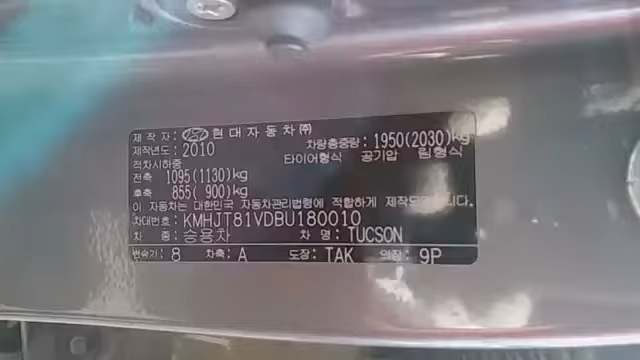 제작자: HYUNDAI 현대자동차(주)
제작년도: 2010 차량총중량: 1950(2030)kg
적차시하중 타이어형식 공기압 림형식
전축 1095(1130)kg
후축 855( 900)kg
이 자동차는 대한민국 자동차관리법령에 적합하게 제작되었습니다.
차대번호: KMHJT81VDBU180010
차 종: 승용차 차 명: TUCSON
변속기: 8 차축: A 도장: TAK 연장: 9P